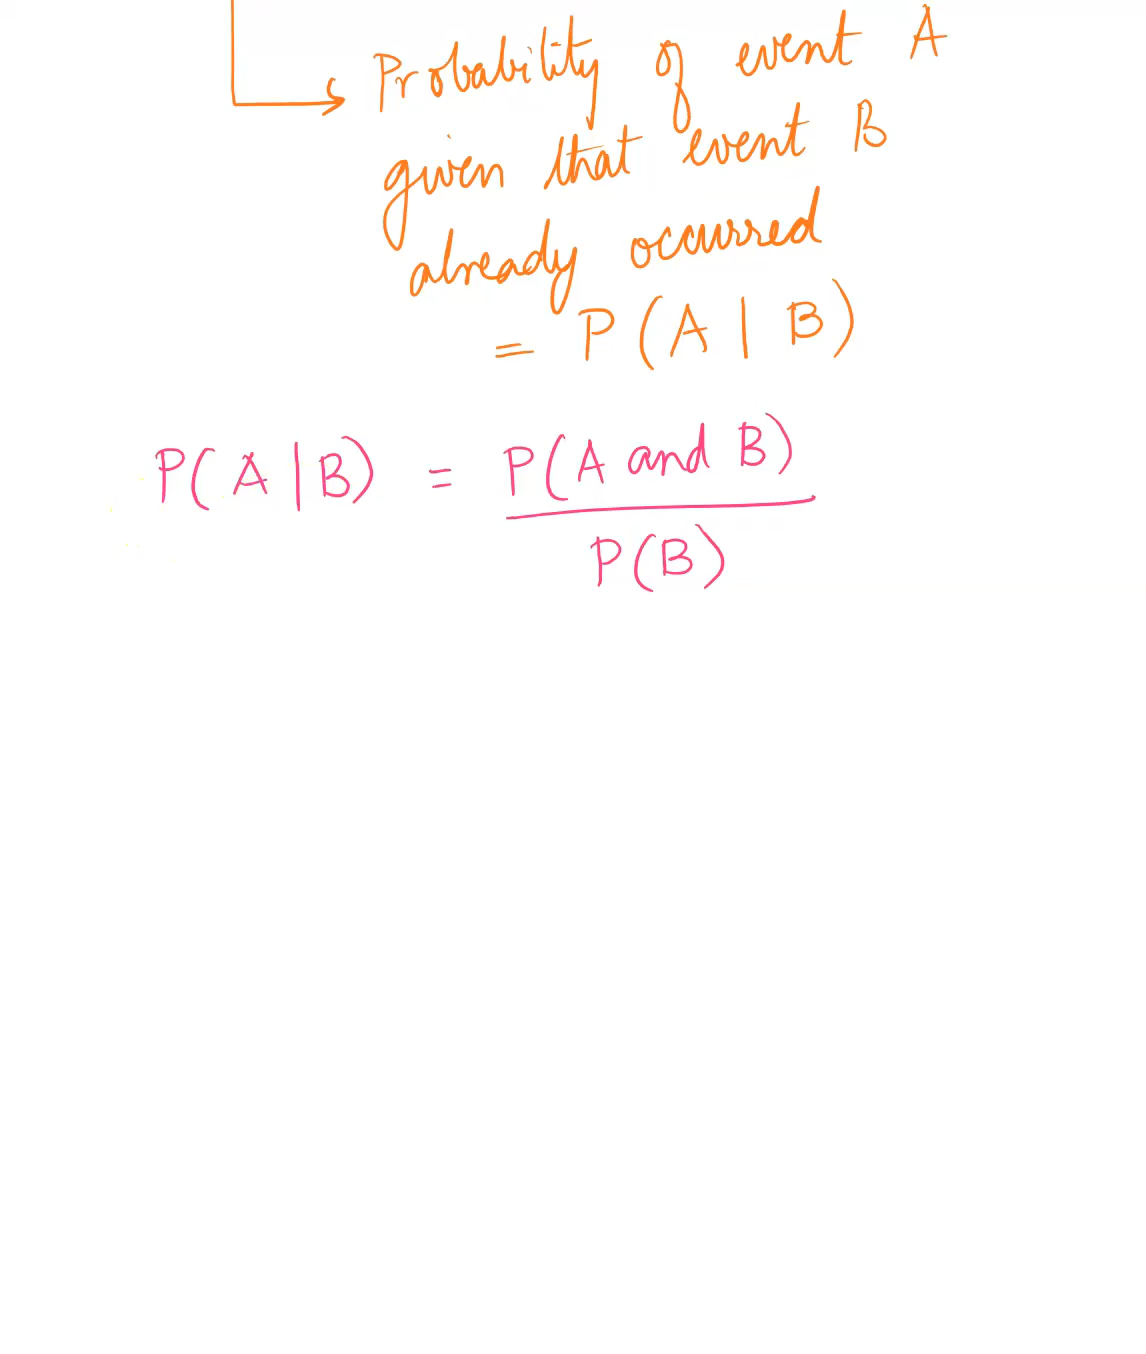 Probability of event A
given that event B
already occurred
= P(A | B)
P(A | B) = P(A and B)
P(B)